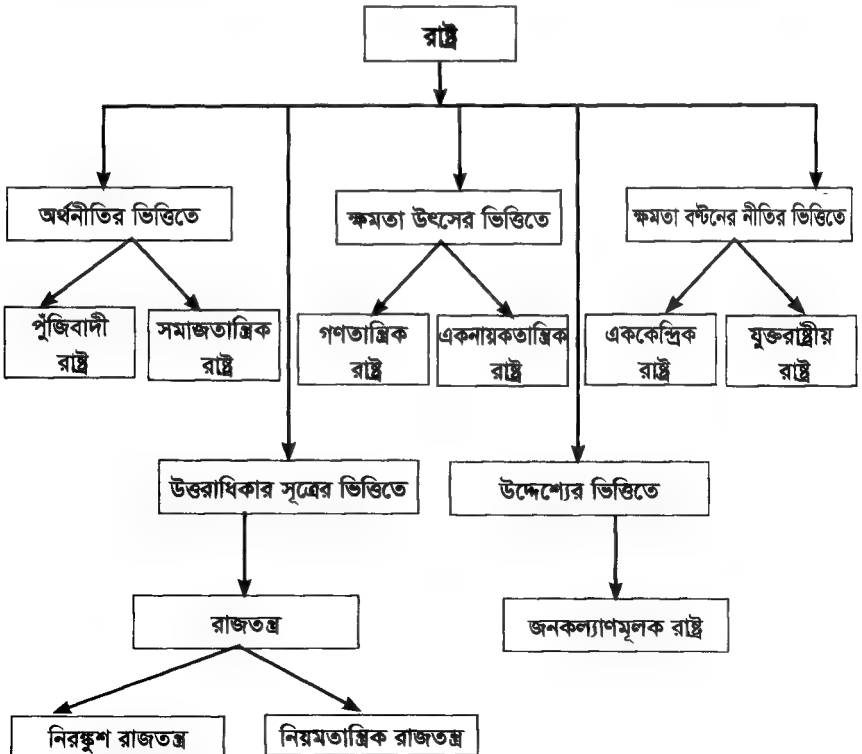 রাষ্ট্র
অর্থনীতির ভিত্তিতে
ক্ষমতা উৎসের ভিত্তিতে
ক্ষমতা বণ্টনের নীতির ভিত্তিতে
পুঁজিবাদী
রাষ্ট্র
সমাজতান্ত্রিক
রাষ্ট্র
গণতান্ত্রিক
রাষ্ট্র
একনায়কতান্ত্রিক
রাষ্ট্র
এককেন্দ্রিক
রাষ্ট্র
যুক্তরাষ্ট্রীয়
রাষ্ট্র
উত্তরাধিকার সূত্রের ভিত্তিতে
উদ্দেশ্যের ভিত্তিতে
রাজতন্ত্র
জনকল্যাণমূলক রাষ্ট্র
নিরঙ্কুশ রাজতন্ত্র
নিয়মতান্ত্রিক রাজতন্ত্র